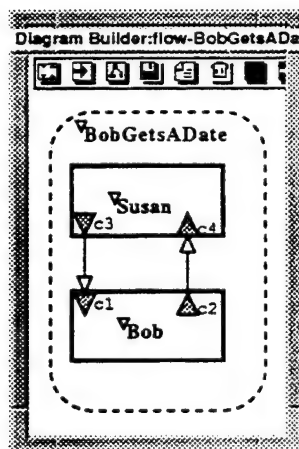 Diagram Builder:flow-BobGetsADa
BobGetsADate
Susan
c3 c4
c1 c2
Bob